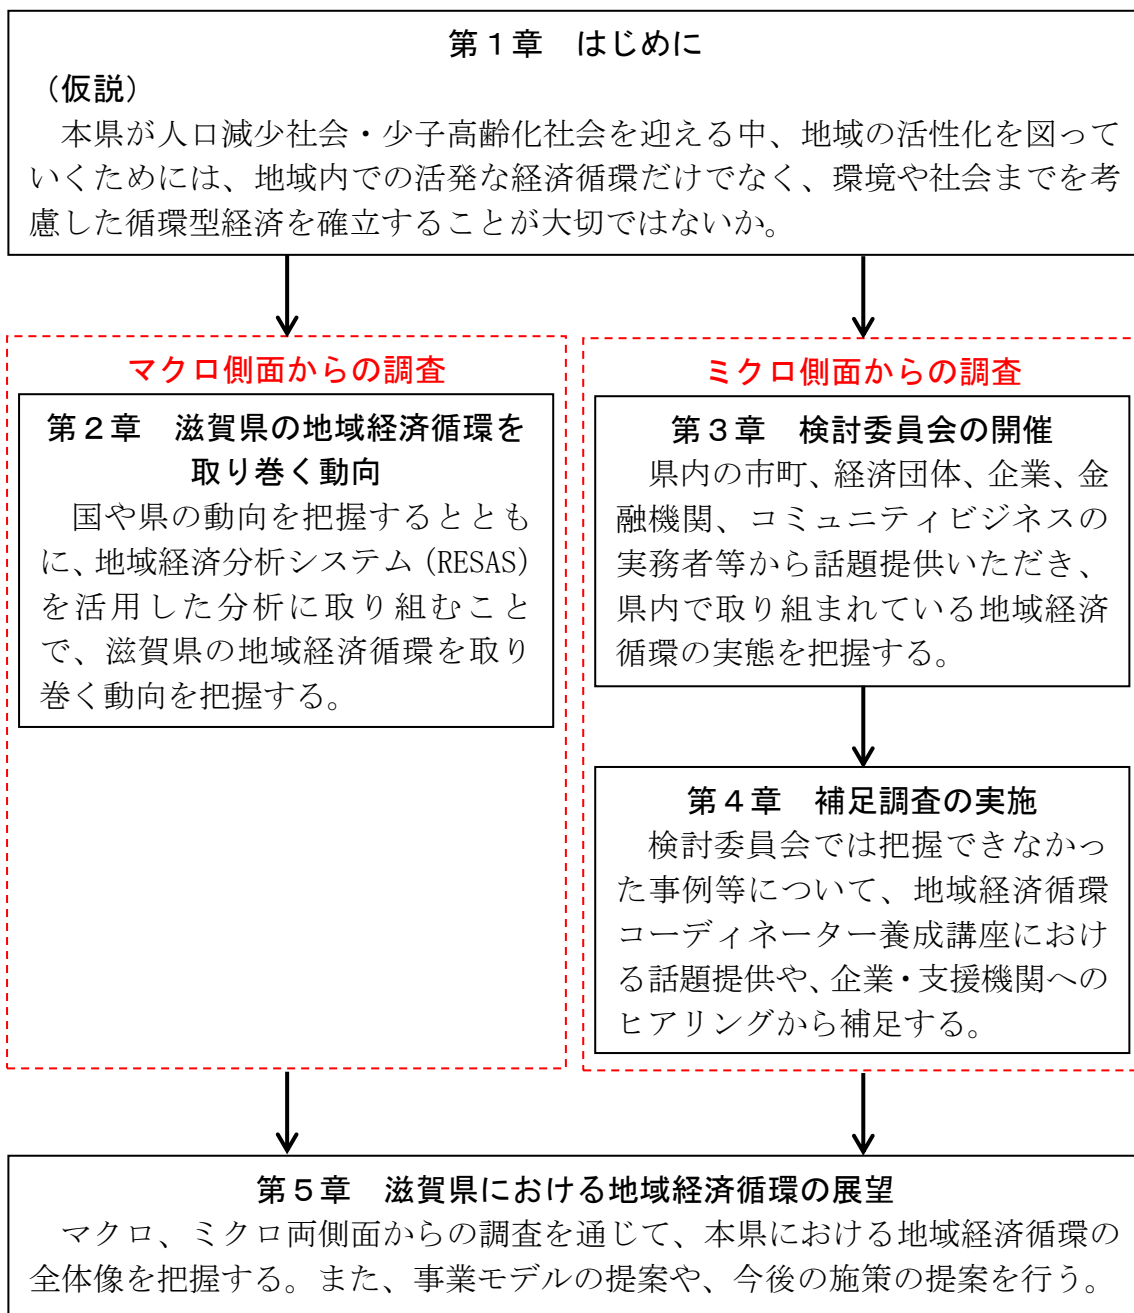 第１章　はじめに
（仮説）
　本県が人口減少社会・少子高齢化社会を迎える中、地域の活性化を図って
いくためには、地域内での活発な経済循環だけでなく、環境や社会までを考
慮した循環型経済を確立することが大切ではないか。
マクロ側面からの調査
第２章　滋賀県の地域経済循環を
取り巻く動向
　国や県の動向を把握するととも
に、地域経済分析システム（RESAS）
を活用した分析に取り組むこと
で、滋賀県の地域経済循環を取り
巻く動向を把握する。
ミクロ側面からの調査
第３章　検討委員会の開催
　県内の市町、経済団体、企業、金
融機関、コミュニティビジネスの
実務者等から話題提供いただき、
県内で取り組まれている地域経済
循環の実態を把握する。
第４章　補足調査の実施
　検討委員会では把握できなかっ
た事例等について、地域経済循環
コーディネーター養成講座におけ
る話題提供や、企業・支援機関への
ヒアリングから補足する。
第５章　滋賀県における地域経済循環の展望
　マクロ、ミクロ両側面からの調査を通じて、本県における地域経済循環の
全体像を把握する。また、事業モデルの提案や、今後の施策の提案を行う。